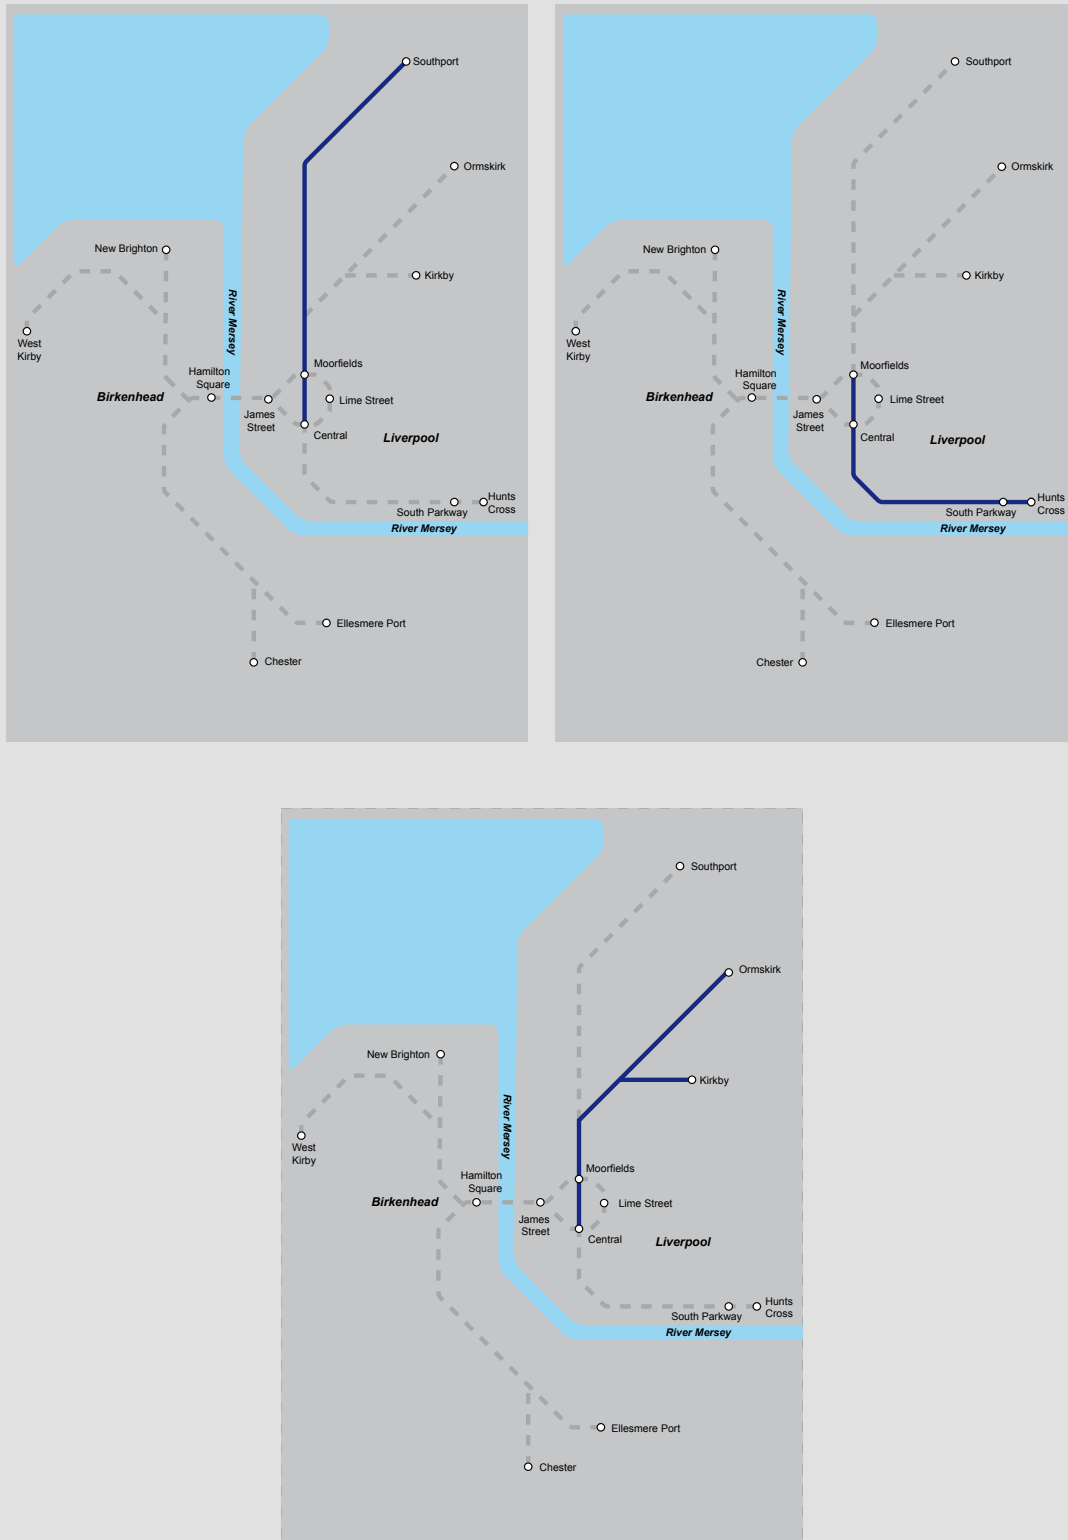 Southport
Ormskirk
New Brighton
Kirkby
River Mersey
West
Kirby
Moorfields
Hamilton
Square
Birkenhead
Lime Street
James
Street
Central
Liverpool
Hunts
Cross
South Parkway
River Mersey
Ellesmere Port
Chester
Southport
Ormskirk
New Brighton
Kirkby
River Mersey
West
Kirby
Moorfields
Hamilton
Square
Birkenhead
Lime Street
James
Street
Central
Liverpool
Hunts
Cross
South Parkway
River Mersey
Ellesmere Port
Chester
Southport
Ormskirk
New Brighton
Kirkby
River Mersey
West
Kirby
Moorfields
Hamilton
Square
Birkenhead
Lime Street
James
Street
Central
Liverpool
Hunts
Cross
South Parkway
River Mersey
Ellesmere Port
Chester